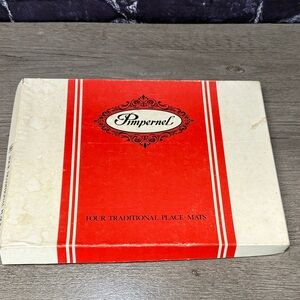 Pimpernel
FOUR TRADITIONAL PLACE MATS